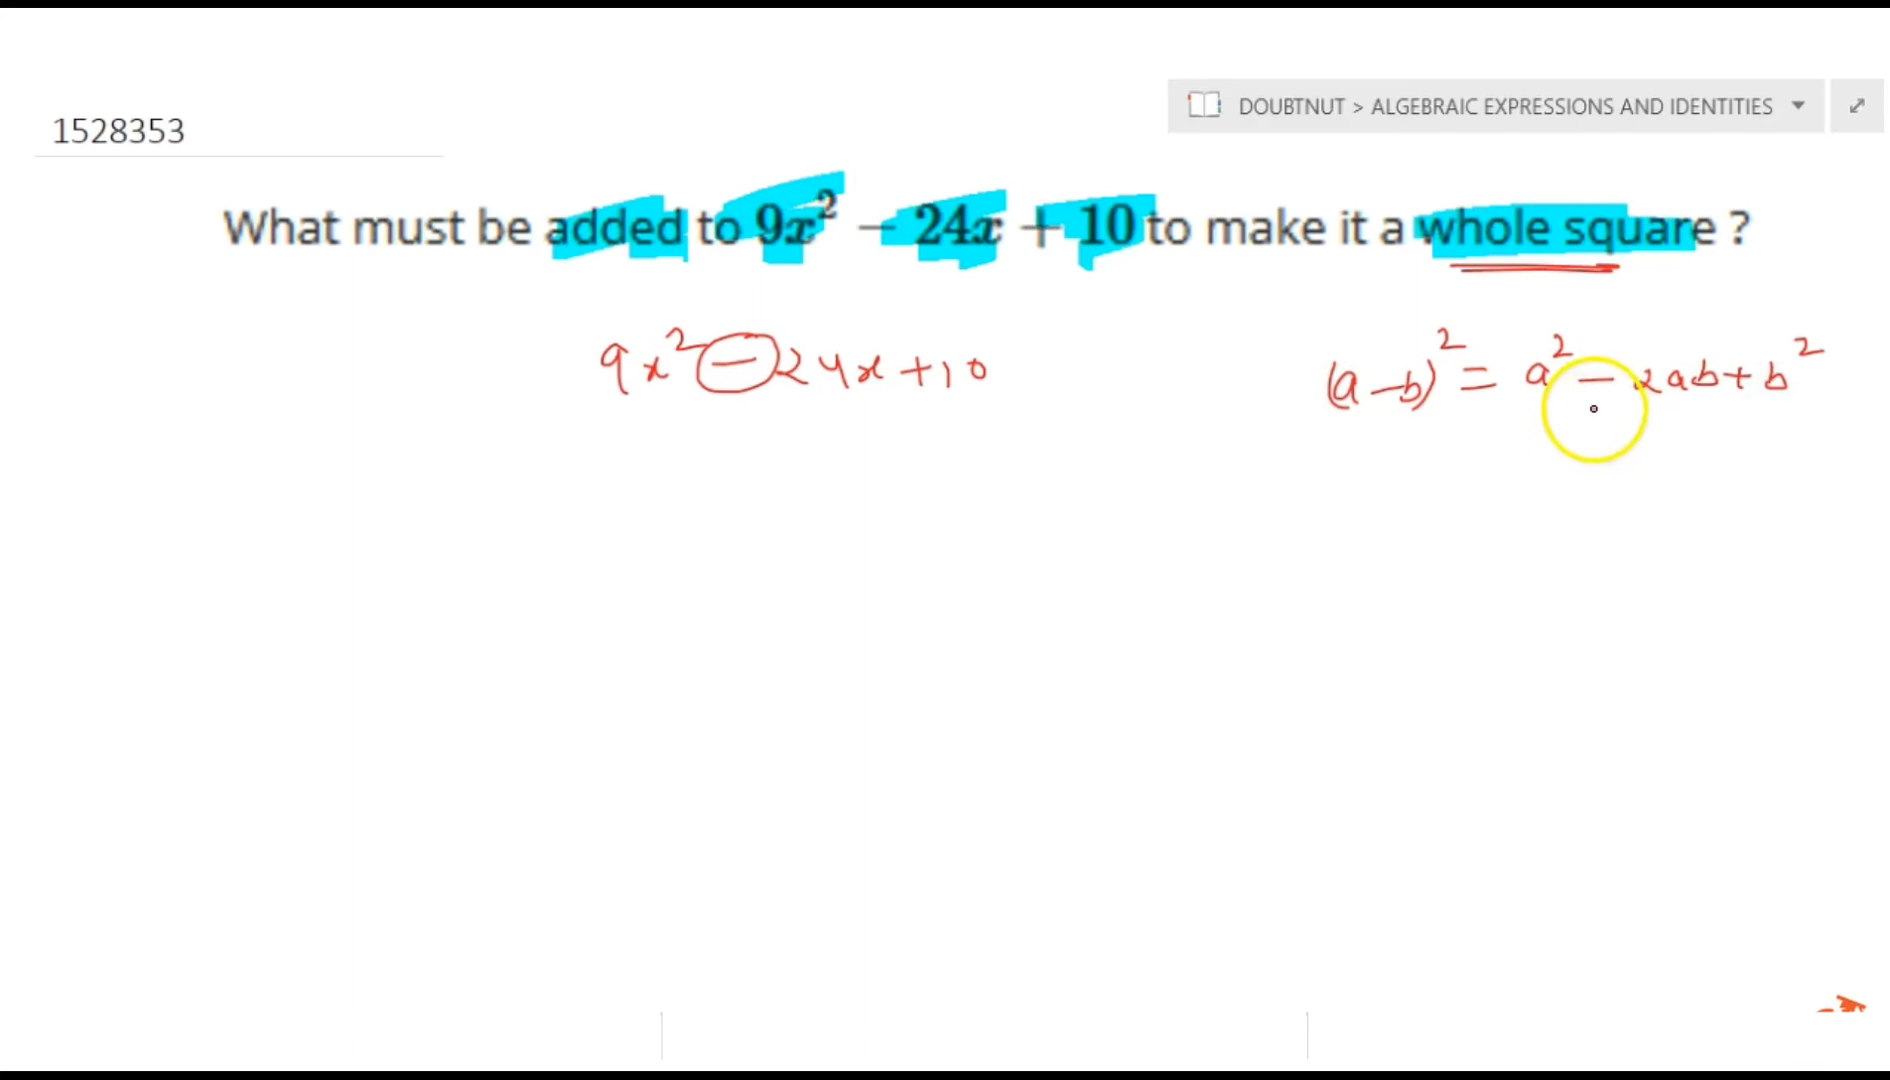 DOUBTNUT > ALGEBRAIC EXPRESSIONS AND IDENTITIES
1528353
What must be added to 9x² − 24x + 10 to make it a whole square ?
9x² − 24x + 10
(a − b)² = a² − 2ab + b²